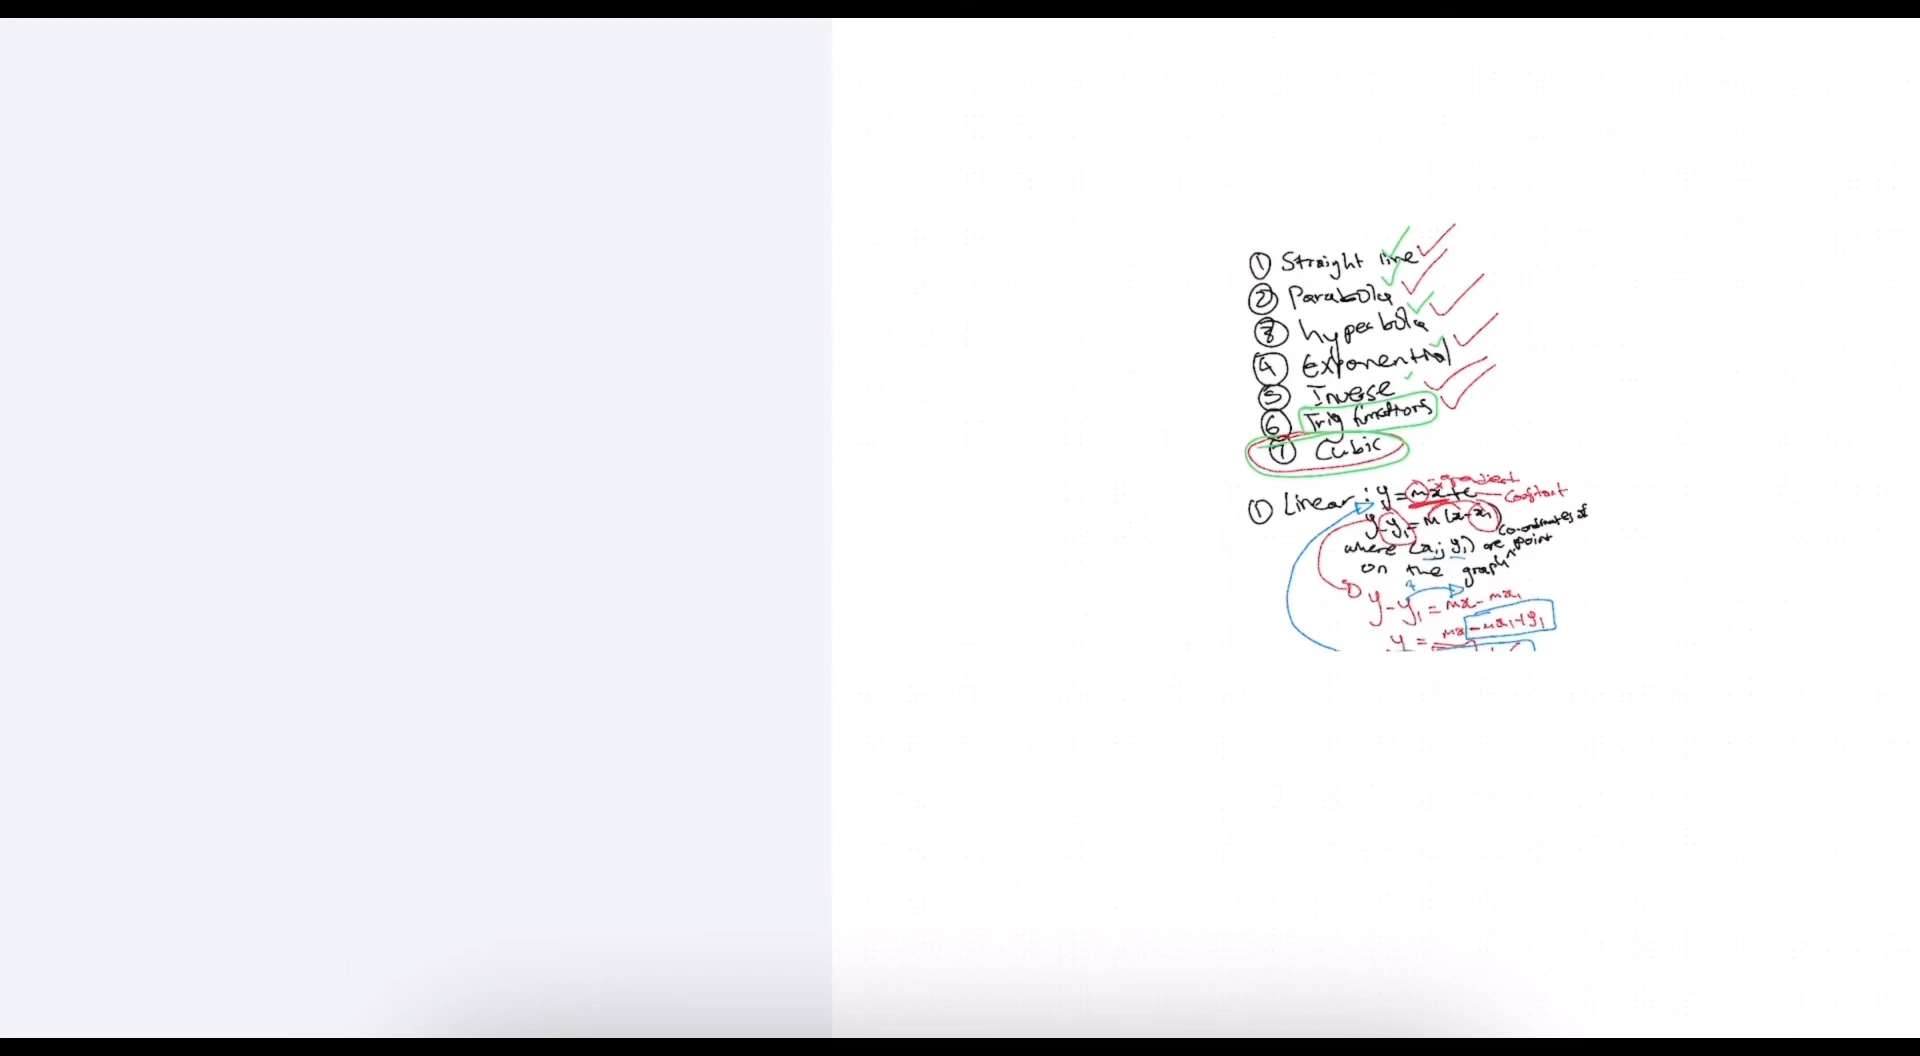 ① Straight line
② Parabola
③ hyperbola
④ Exponential
⑤ Invese
⑥ Trig functions
⑦ Cubic
① Linear : y = mx + c
gradient
constant
y - y₁ = m (x - x₁)
co-ordinates of
where (x₁; y₁) are ^ point
on the graph
y - y₁ = mx - mx₁
y = mx - mx₁ + y₁